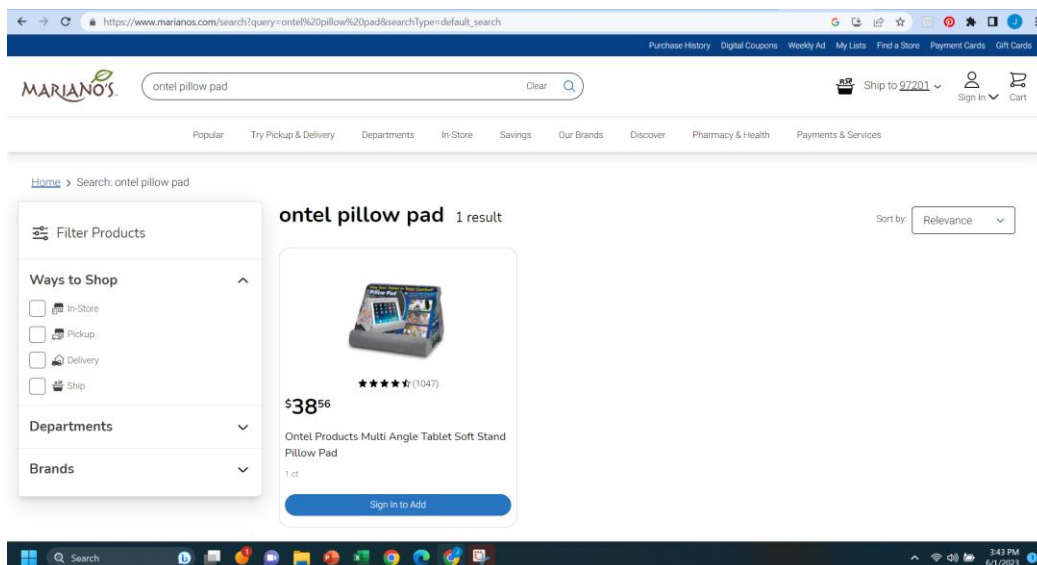 https://www.marianos.com/search?query=ontel%20pillow%20pad&searchType=default_search
Purchase History Digital Coupons Weekly Ad My Lists Find a Store Payment Cards Gift Cards
MARIANO'S
ontel pillow pad Clear
Ship to 97201
Sign In Cart
Popular Try Pickup & Delivery Departments In-Store Savings Our Brands Discover Pharmacy & Health Payments & Services
Home > Search: ontel pillow pad
Filter Products
Ways to Shop
In-Store
Pickup
Delivery
Ship
Departments
Brands
ontel pillow pad 1 result
Sort by: Relevance
Pillow Pad
(1047)
$38 56
Ontel Products Multi Angle Tablet Soft Stand
Pillow Pad
1 ct
Sign In to Add
Search
3:43 PM
6/1/2023